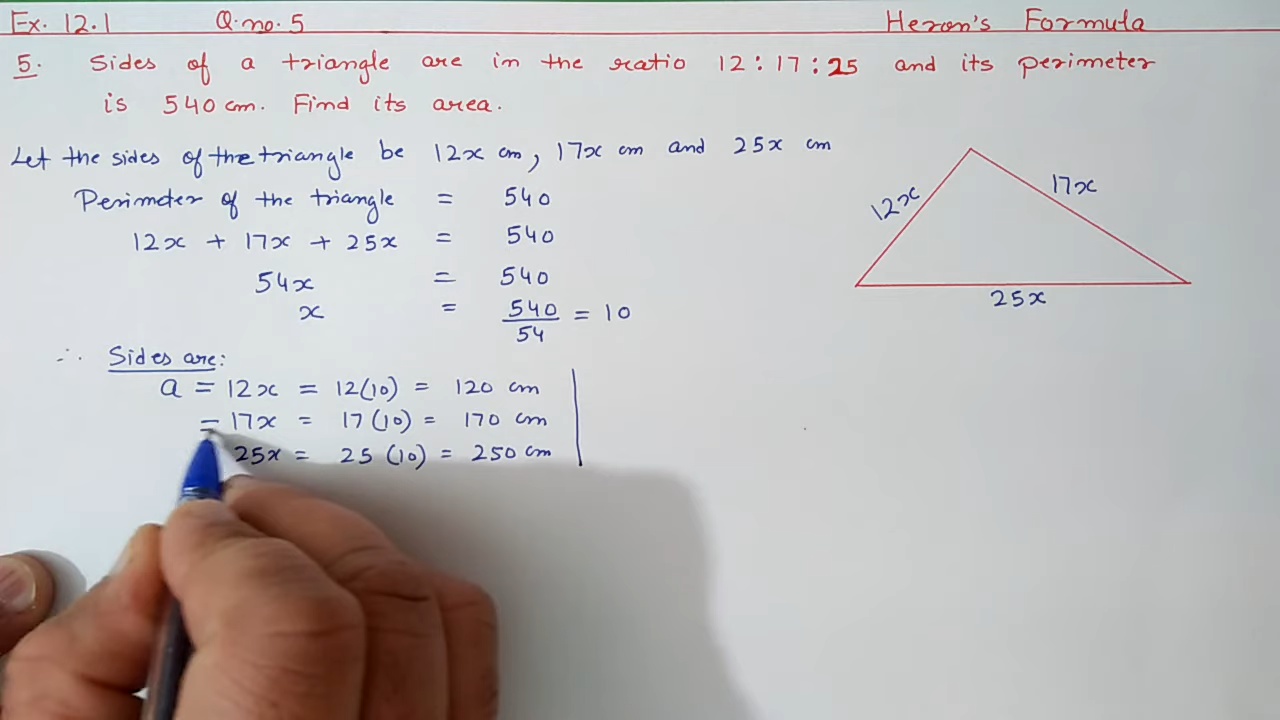 Ex. 12.1 Q.no.5 Heron's Formula
5. Sides of a triangle are in the ratio 12 : 17 : 25 and its perimeter
is 540 cm. Find its area.
Let the sides of the triangle be 12x cm, 17x cm and 25x cm
Perimeter of the triangle = 540
12x + 17x + 25x = 540
54x = 540
x = 540/54 = 10
∴ Sides are:
a = 12x = 12(10) = 120 cm
= 17x = 17(10) = 170 cm
25x = 25(10) = 250 cm
12x
17x
25x